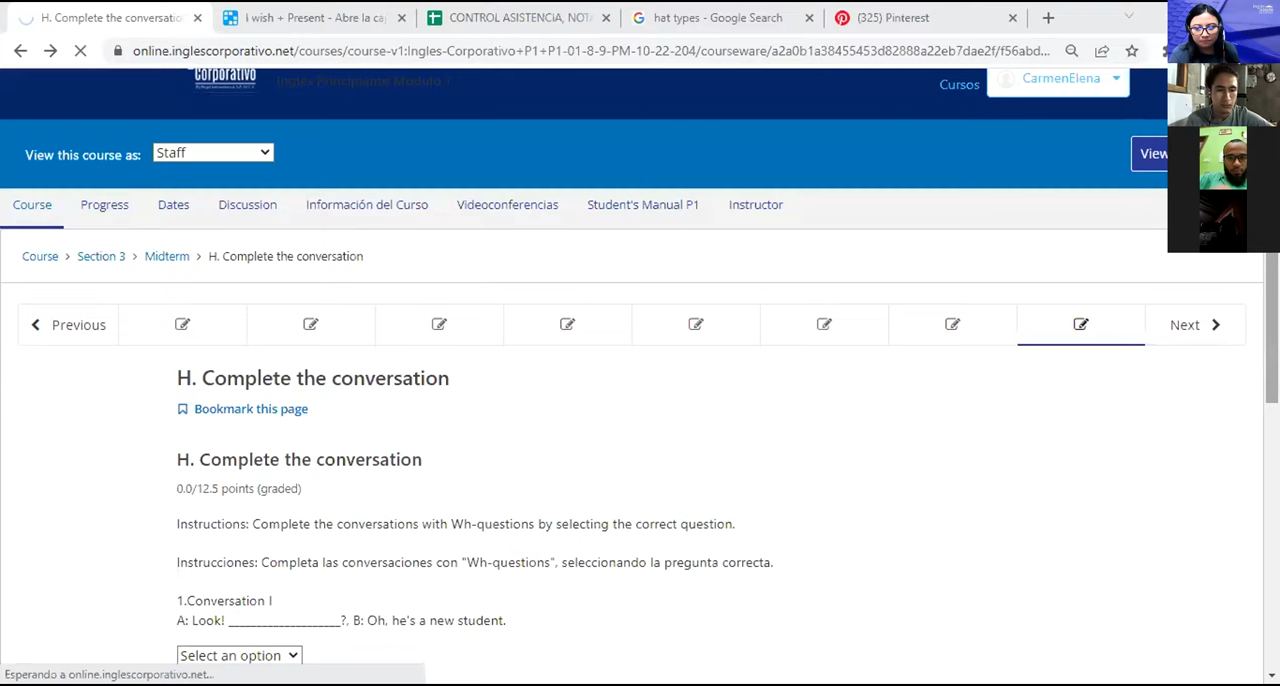 H. Complete the conversatio
I wish + Present - Abre la ca
CONTROL ASISTENCIA, NOTA
hat types - Google Search
(325) Pinterest
online.inglescorporativo.net/courses/course-v1:Ingles-Corporativo+P1+P1-01-8-9-PM-10-22-204/courseware/a2a0b1a38455453d82888a22eb7dae2f/f56abd...
Corporativo
Inglés Principiante Modulo 1
Cursos
CarmenElena
View this course as:
Staff
View
Course
Progress
Dates
Discussion
Información del Curso
Videoconferencias
Student's Manual P1
Instructor
Course > Section 3 > Midterm > H. Complete the conversation
Previous
Next
H. Complete the conversation
Bookmark this page
H. Complete the conversation
0.0/12.5 points (graded)
Instructions: Complete the conversations with Wh-questions by selecting the correct question.
Instrucciones: Completa las conversaciones con "Wh-questions", seleccionando la pregunta correcta.
1.Conversation I
A: Look! ____________________?, B: Oh, he's a new student.
Select an option
Esperando a online.inglescorporativo.net...